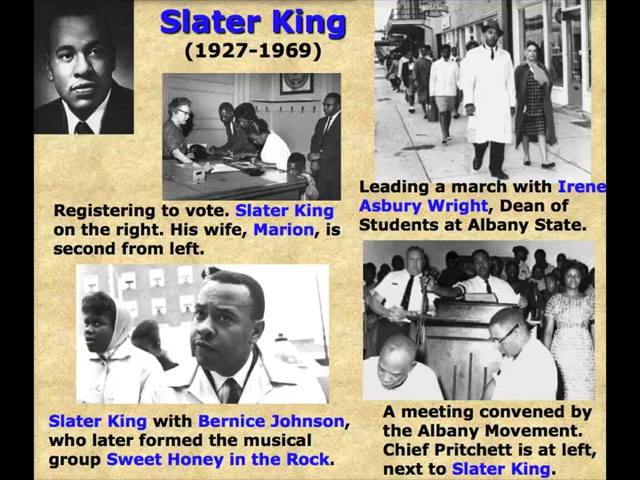 Slater King
(1927-1969)
Registering to vote. Slater King
on the right. His wife, Marion, is
second from left.
Leading a march with Irene
Asbury Wright, Dean of
Students at Albany State.
Slater King with Bernice Johnson,
who later formed the musical
group Sweet Honey in the Rock.
A meeting convened by
the Albany Movement.
Chief Pritchett is at left,
next to Slater King.